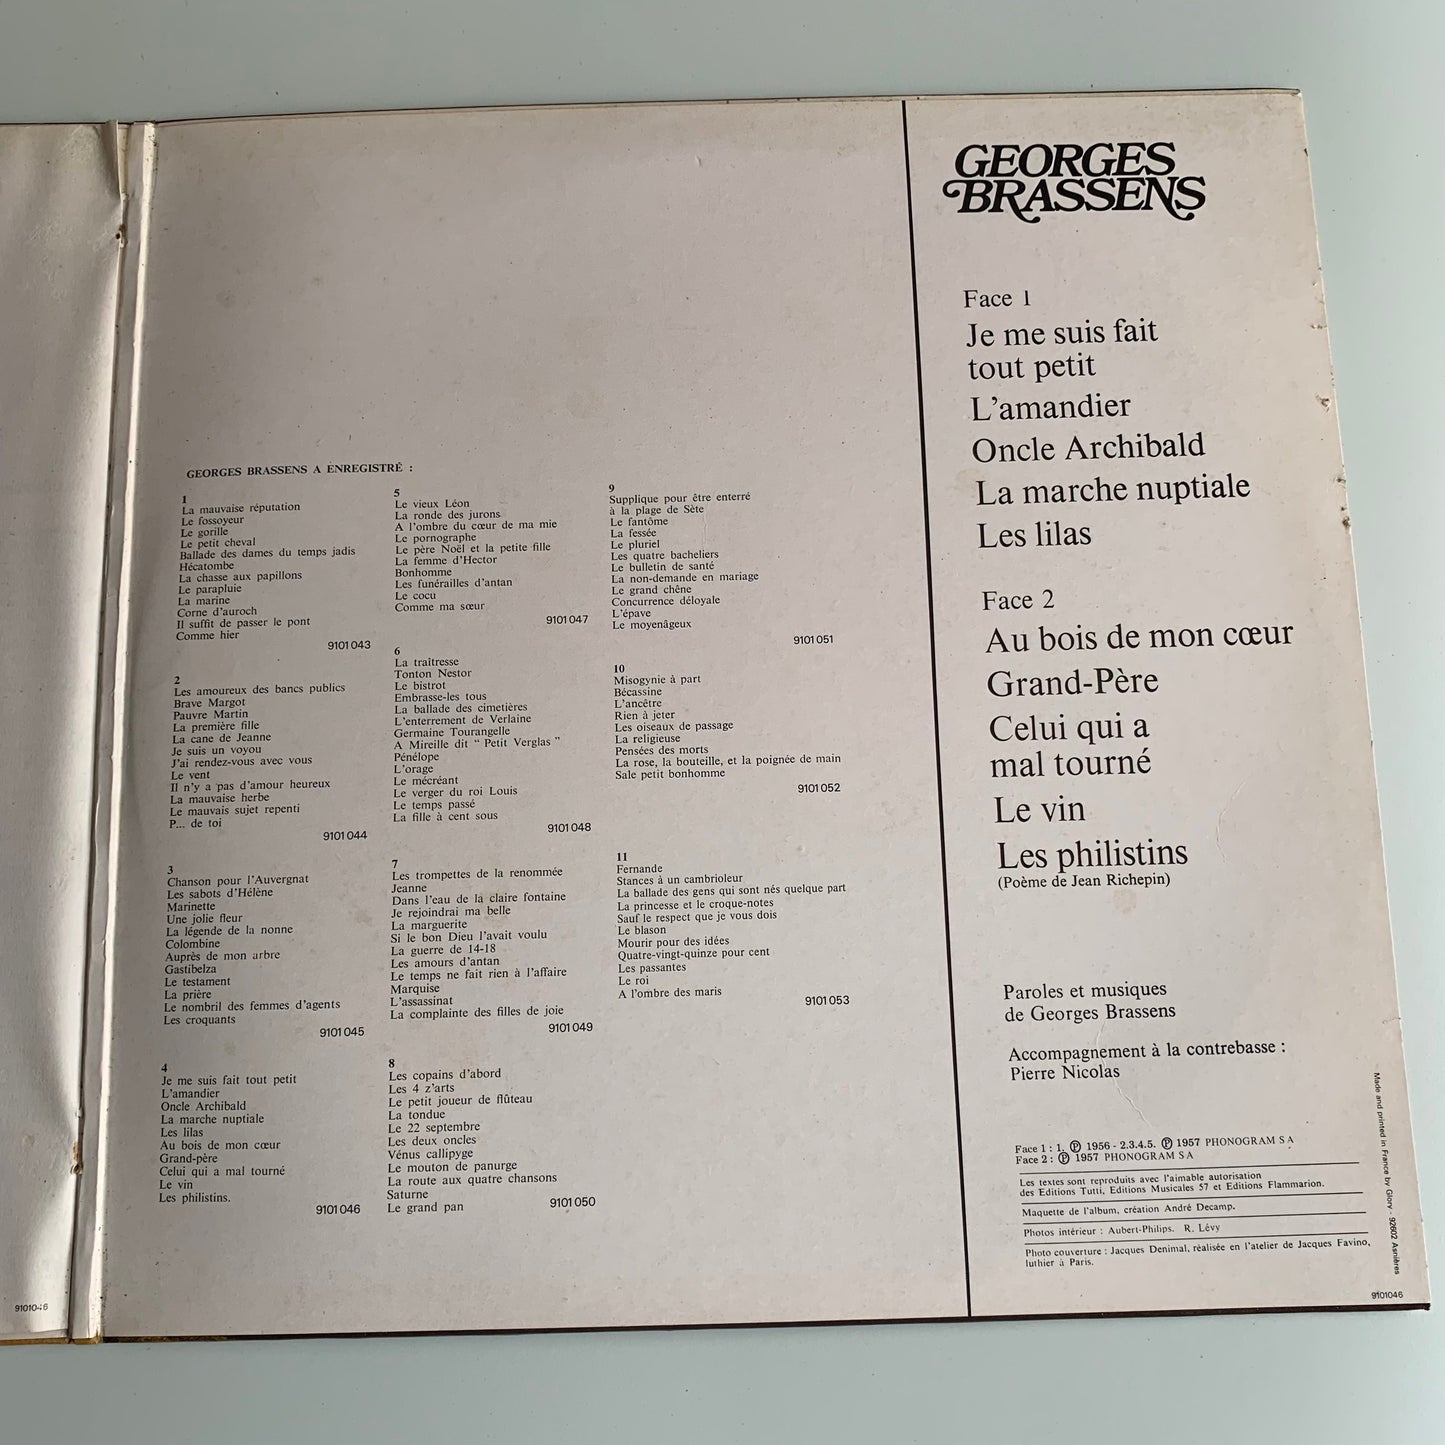 GEORGES BRASSENS A ENREGISTRÉ :
1
La mauvaise réputation
Le fossoyeur
Le gorille
Le petit cheval
Ballade des dames du temps jadis
Hécatombe
La chasse aux papillons
Le parapluie
La marine
Corne d'auroch
Il suffit de passer le pont
Comme hier
9101 043
2
Les amoureux des bancs publics
Brave Margot
Pauvre Martin
La première fille
La cane de Jeanne
Je suis un voyou
J'ai rendez-vous avec vous
Le vent
Il n'y a pas d'amour heureux
La mauvaise herbe
Le mauvais sujet repenti
P... de toi
9101 044
3
Chanson pour l'Auvergnat
Les sabots d'Hélène
Marinette
Une jolie fleur
La légende de la nonne
Colombine
Auprès de mon arbre
Gastibelza
Le testament
La prière
Le nombril des femmes d'agents
Les croquants
9101 045
4
Je me suis fait tout petit
L'amandier
Oncle Archibald
La marche nuptiale
Les lilas
Au bois de mon cœur
Grand-père
Celui qui a mal tourné
Le vin
Les philistins.
9101 046
5
Le vieux Léon
La ronde des jurons
A l'ombre du cœur de ma mie
Le pornographe
Le père Noël et la petite fille
La femme d'Hector
Bonhomme
Les funérailles d'antan
Le cocu
Comme ma sœur
9101 047
6
La traîtresse
Tonton Nestor
Le bistrot
Embrasse-les tous
La ballade des cimetières
L'enterrement de Verlaine
Germaine Tourangelle
A Mireille dit " Petit Verglas "
Pénélope
L'orage
Le mécréant
Le verger du roi Louis
Le temps passé
La fille à cent sous
9101 048
7
Les trompettes de la renommée
Jeanne
Dans l'eau de la claire fontaine
Je rejoindrai ma belle
La marguerite
Si le bon Dieu l'avait voulu
La guerre de 14-18
Les amours d'antan
Le temps ne fait rien à l'affaire
Marquise
L'assassinat
La complainte des filles de joie
9101 049
8
Les copains d'abord
Les 4 z'arts
Le petit joueur de flûteau
La tondue
Le 22 septembre
Les deux oncles
Vénus callipyge
Le mouton de panurge
La route aux quatre chansons
Saturne
Le grand pan
9101 050
9
Supplique pour être enterré
à la plage de Sète
Le fantôme
La fessée
Le pluriel
Les quatre bacheliers
Le bulletin de santé
La non-demande en mariage
Le grand chêne
Concurrence déloyale
L'épave
Le moyenâgeux
9101 051
10
Misogynie à part
Bécassine
L'ancêtre
Rien à jeter
Les oiseaux de passage
La religieuse
Pensées des morts
La rose, la bouteille, et la poignée de main
Sale petit bonhomme
9101 052
11
Fernande
Stances à un cambrioleur
La ballade des gens qui sont nés quelque part
La princesse et le croque-notes
Sauf le respect que je vous dois
Le blason
Mourir pour des idées
Quatre-vingt-quinze pour cent
Les passantes
Le roi
A l'ombre des maris
9101 053
GEORGES
BRASSENS
Face 1
Je me suis fait
tout petit
L'amandier
Oncle Archibald
La marche nuptiale
Les lilas
Face 2
Au bois de mon cœur
Grand-Père
Celui qui a
mal tourné
Le vin
Les philistins
(Poème de Jean Richepin)
Paroles et musiques
de Georges Brassens
Accompagnement à la contrebasse :
Pierre Nicolas
Face 1 : 1. Ⓟ 1956 - 2.3.4.5. Ⓟ 1957 PHONOGRAM S A
Face 2 : Ⓟ 1957 PHONOGRAM S A
Les textes sont reproduits avec l'aimable autorisation
des Editions Tutti, Editions Musicales 57 et Editions Flammarion.
Maquette de l'album, création André Decamp.
Photos intérieur : Aubert-Philips. R. Lévy
Photo couverture : Jacques Denimal, réalisée en l'atelier de Jacques Favino,
luthier à Paris.
Made and printed in France by Glory - 92602 Asnières
9101046
9101046